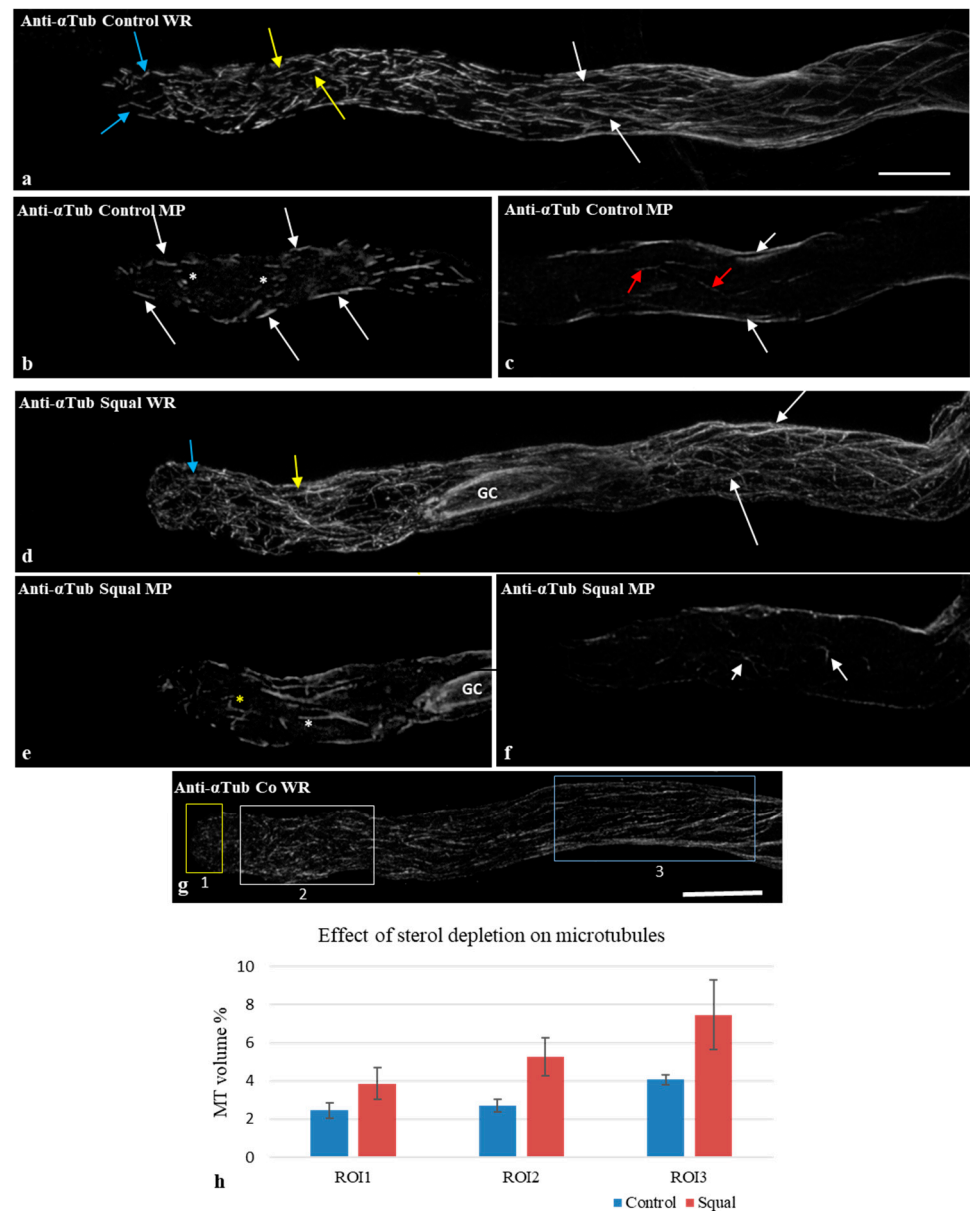 Anti-αTub Control WR
a
Anti-αTub Control MP
*
*
b
Anti-αTub Control MP
c
Anti-αTub Squal WR
GC
d
Anti-αTub Squal MP
*
*
GC
e
Anti-αTub Squal MP
f
Anti-αTub Co WR
g
1
2
3
Effect of sterol depletion on microtubules
MT volume %
10
8
6
4
2
0
ROI1
ROI2
ROI3
h
Control
Squal